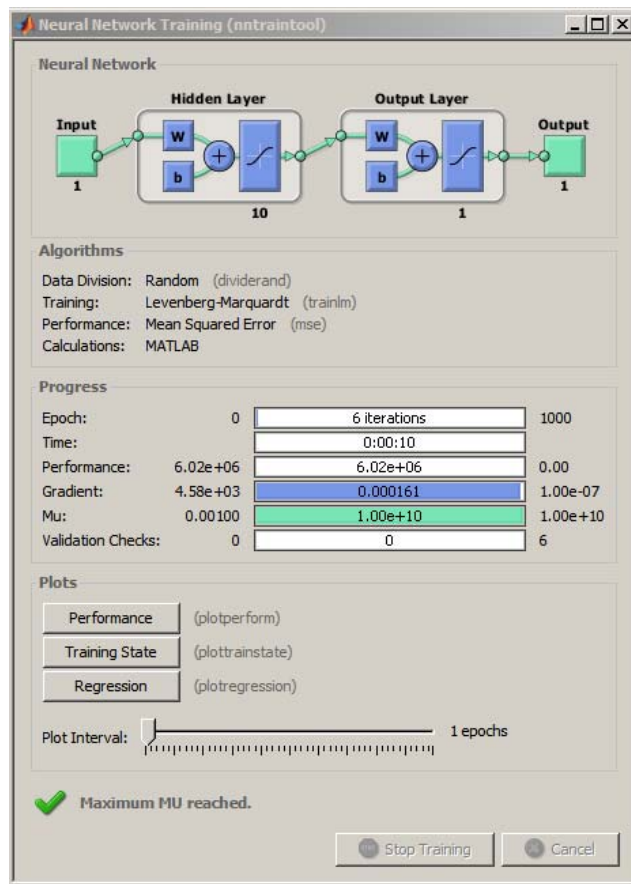 Neural Network Training (nntraintool)
Neural Network
Hidden Layer Output Layer
Input Output
W W
+ +
b b
1 10 1 1
Algorithms
Data Division: Random (dividerand)
Training: Levenberg-Marquardt (trainlm)
Performance: Mean Squared Error (mse)
Calculations: MATLAB
Progress
Epoch: 0 6 iterations 1000
Time: 0:00:10
Performance: 6.02e+06 6.02e+06 0.00
Gradient: 4.58e+03 0.000161 1.00e-07
Mu: 0.00100 1.00e+10 1.00e+10
Validation Checks: 0 0 6
Plots
Performance (plotperform)
Training State (plottrainstate)
Regression (plotregression)
Plot Interval: 1 epochs
Maximum MU reached.
Stop Training Cancel